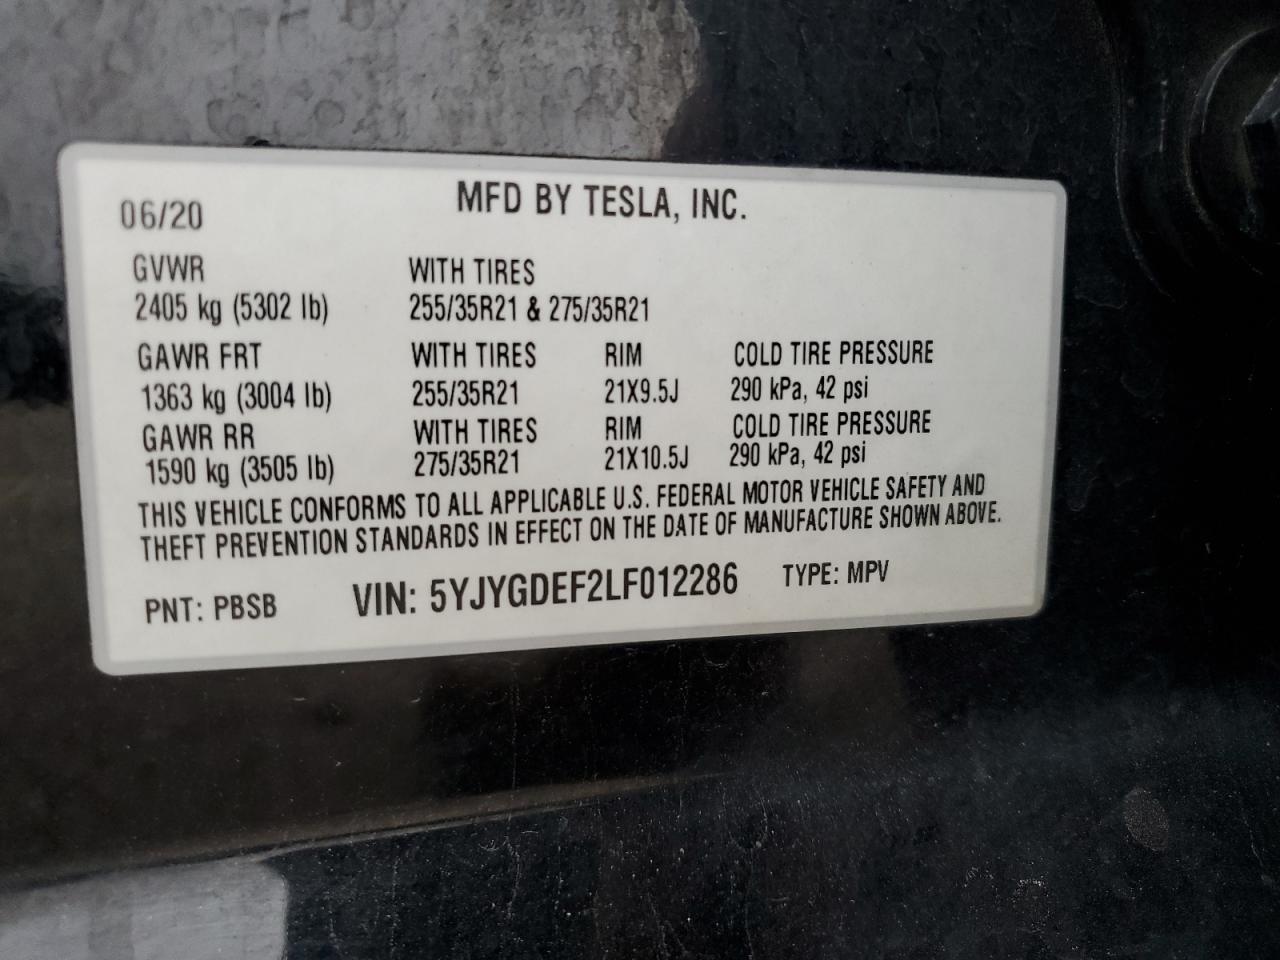 06/20 MFD BY TESLA, INC.
GVWR WITH TIRES
2405 kg (5302 lb) 255/35R21 & 275/35R21
GAWR FRT WITH TIRES RIM COLD TIRE PRESSURE
1363 kg (3004 lb) 255/35R21 21X9.5J 290 kPa, 42 psi
GAWR RR WITH TIRES RIM COLD TIRE PRESSURE
1590 kg (3505 lb) 275/35R21 21X10.5J 290 kPa, 42 psi
THIS VEHICLE CONFORMS TO ALL APPLICABLE U.S. FEDERAL MOTOR VEHICLE SAFETY AND
THEFT PREVENTION STANDARDS IN EFFECT ON THE DATE OF MANUFACTURE SHOWN ABOVE.
PNT: PBSB VIN: 5YJYGDEF2LF012286 TYPE: MPV